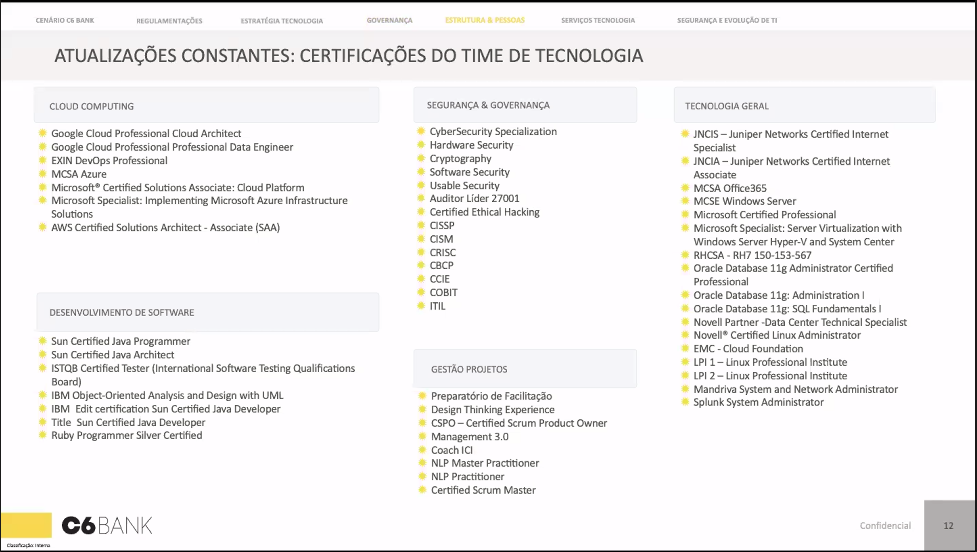 CENÁRIO C6 BANK
REGULAMENTAÇÕES
ESTRATÉGIA TECNOLOGIA
GOVERNANÇA
ESTRUTURA & PESSOAS
SERVIÇOS TECNOLOGIA
SEGURANÇA E EVOLUÇÃO DE TI
ATUALIZAÇÕES CONSTANTES: CERTIFICAÇÕES DO TIME DE TECNOLOGIA
CLOUD COMPUTING
Google Cloud Professional Cloud Architect
Google Cloud Professional Professional Data Engineer
EXIN DevOps Professional
MCSA Azure
Microsoft® Certified Solutions Associate: Cloud Platform
Microsoft Specialist: Implementing Microsoft Azure Infrastructure
Solutions
AWS Certified Solutions Architect - Associate (SAA)
DESENVOLVIMENTO DE SOFTWARE
Sun Certified Java Programmer
Sun Certified Java Architect
ISTQB Certified Tester (International Software Testing Qualifications
Board)
IBM Object-Oriented Analysis and Design with UML
IBM Edit certification Sun Certified Java Developer
Title Sun Certified Java Developer
Ruby Programmer Silver Certified
SEGURANÇA & GOVERNANÇA
CyberSecurity Specialization
Hardware Security
Cryptography
Software Security
Usable Security
Auditor Líder 27001
Certified Ethical Hacking
CISSP
CISM
CRISC
CBCP
CCIE
COBIT
ITIL
GESTÃO PROJETOS
Preparatório de Facilitação
Design Thinking Experience
CSPO – Certified Scrum Product Owner
Management 3.0
Coach ICI
NLP Master Practitioner
NLP Practitioner
Certified Scrum Master
TECNOLOGIA GERAL
JNCIS – Juniper Networks Certified Internet
Specialist
JNCIA – Juniper Networks Certified Internet
Associate
MCSA Office365
MCSE Windows Server
Microsoft Certified Professional
Microsoft Specialist: Server Virtualization with
Windows Server Hyper-V and System Center
RHCSA - RH7 150-153-567
Oracle Database 11g Administrator Certified
Professional
Oracle Database 11g: Administration I
Oracle Database 11g: SQL Fundamentals I
Novell Partner -Data Center Technical Specialist
Novell® Certified Linux Administrator
EMC - Cloud Foundation
LPI 1 – Linux Professional Institute
LPI 2 – Linux Professional Institute
Mandriva System and Network Administrator
Splunk System Administrator
C6BANK
Confidencial
12
Classificação: Interna